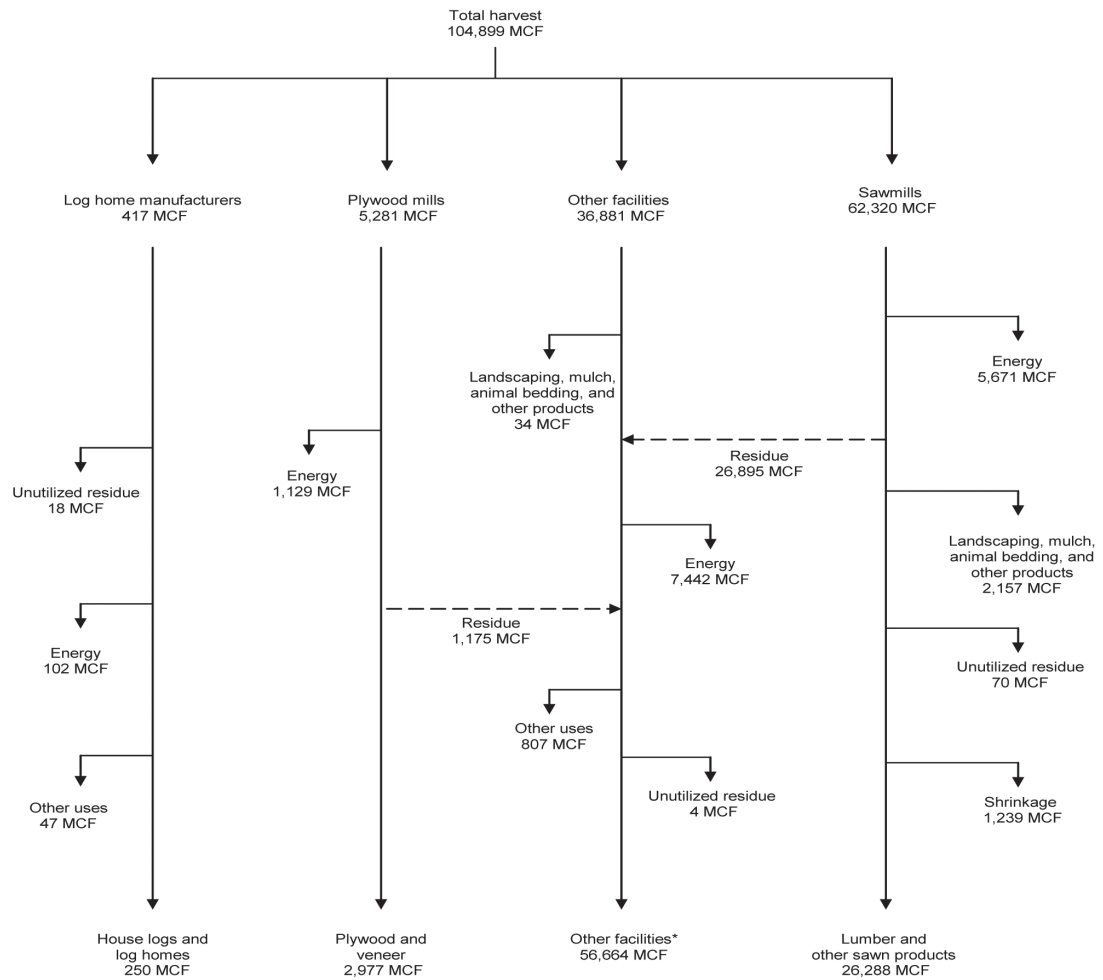 Total harvest
104,899 MCF
Log home manufacturers
417 MCF
Plywood mills
5,281 MCF
Other facilities
36,881 MCF
Sawmills
62,320 MCF
Energy
5,671 MCF
Landscaping, mulch,
animal bedding, and
other products
34 MCF
Residue
26,895 MCF
Energy
1,129 MCF
Unutilized residue
18 MCF
Landscaping, mulch,
animal bedding, and
other products
2,157 MCF
Energy
7,442 MCF
Residue
1,175 MCF
Energy
102 MCF
Unutilized residue
70 MCF
Other uses
807 MCF
Unutilized residue
4 MCF
Other uses
47 MCF
Shrinkage
1,239 MCF
House logs and
log homes
250 MCF
Plywood and
veneer
2,977 MCF
Other facilities*
56,664 MCF
Lumber and
other sawn products
26,288 MCF